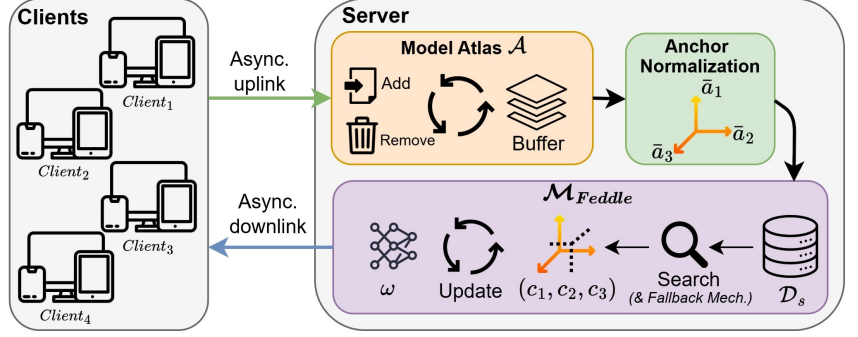 Clients
Client₁
Client₂
Client₃
Client₄
Async.
uplink
Async.
downlink
Server
Model Atlas 𝒜
Add
Remove
Buffer
Anchor
Normalization
ā₁
ā₂
ā₃
ℳ_Feddle
ω
Update
(c₁, c₂, c₃)
Search
(& Fallback Mech.)
𝒟ₛ